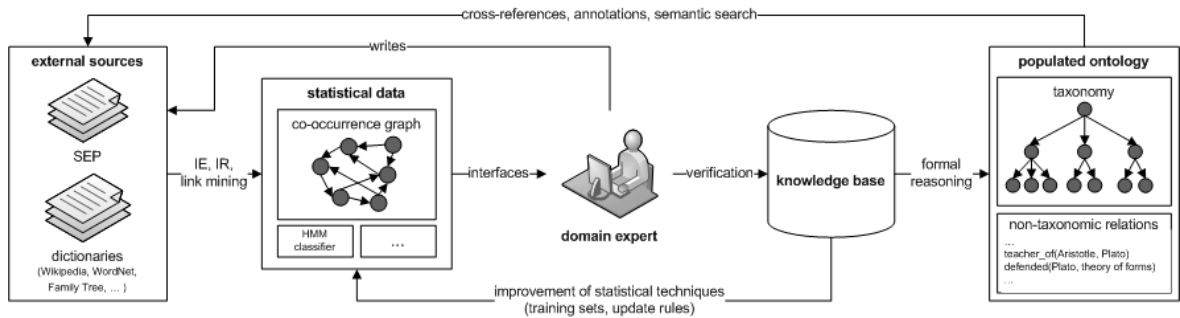 cross-references, annotations, semantic search
writes
external sources
SEP
dictionaries
(Wikipedia, WordNet,
Family Tree, ... )
IE, IR,
link mining
statistical data
co-occurrence graph
HMM
classifier
...
interfaces
domain expert
verification
knowledge base
formal
reasoning
populated ontology
taxonomy
non-taxonomic relations
...
teacher_of(Aristotle, Plato)
defended(Plato, theory of forms)
...
improvement of statistical techniques
(training sets, update rules)